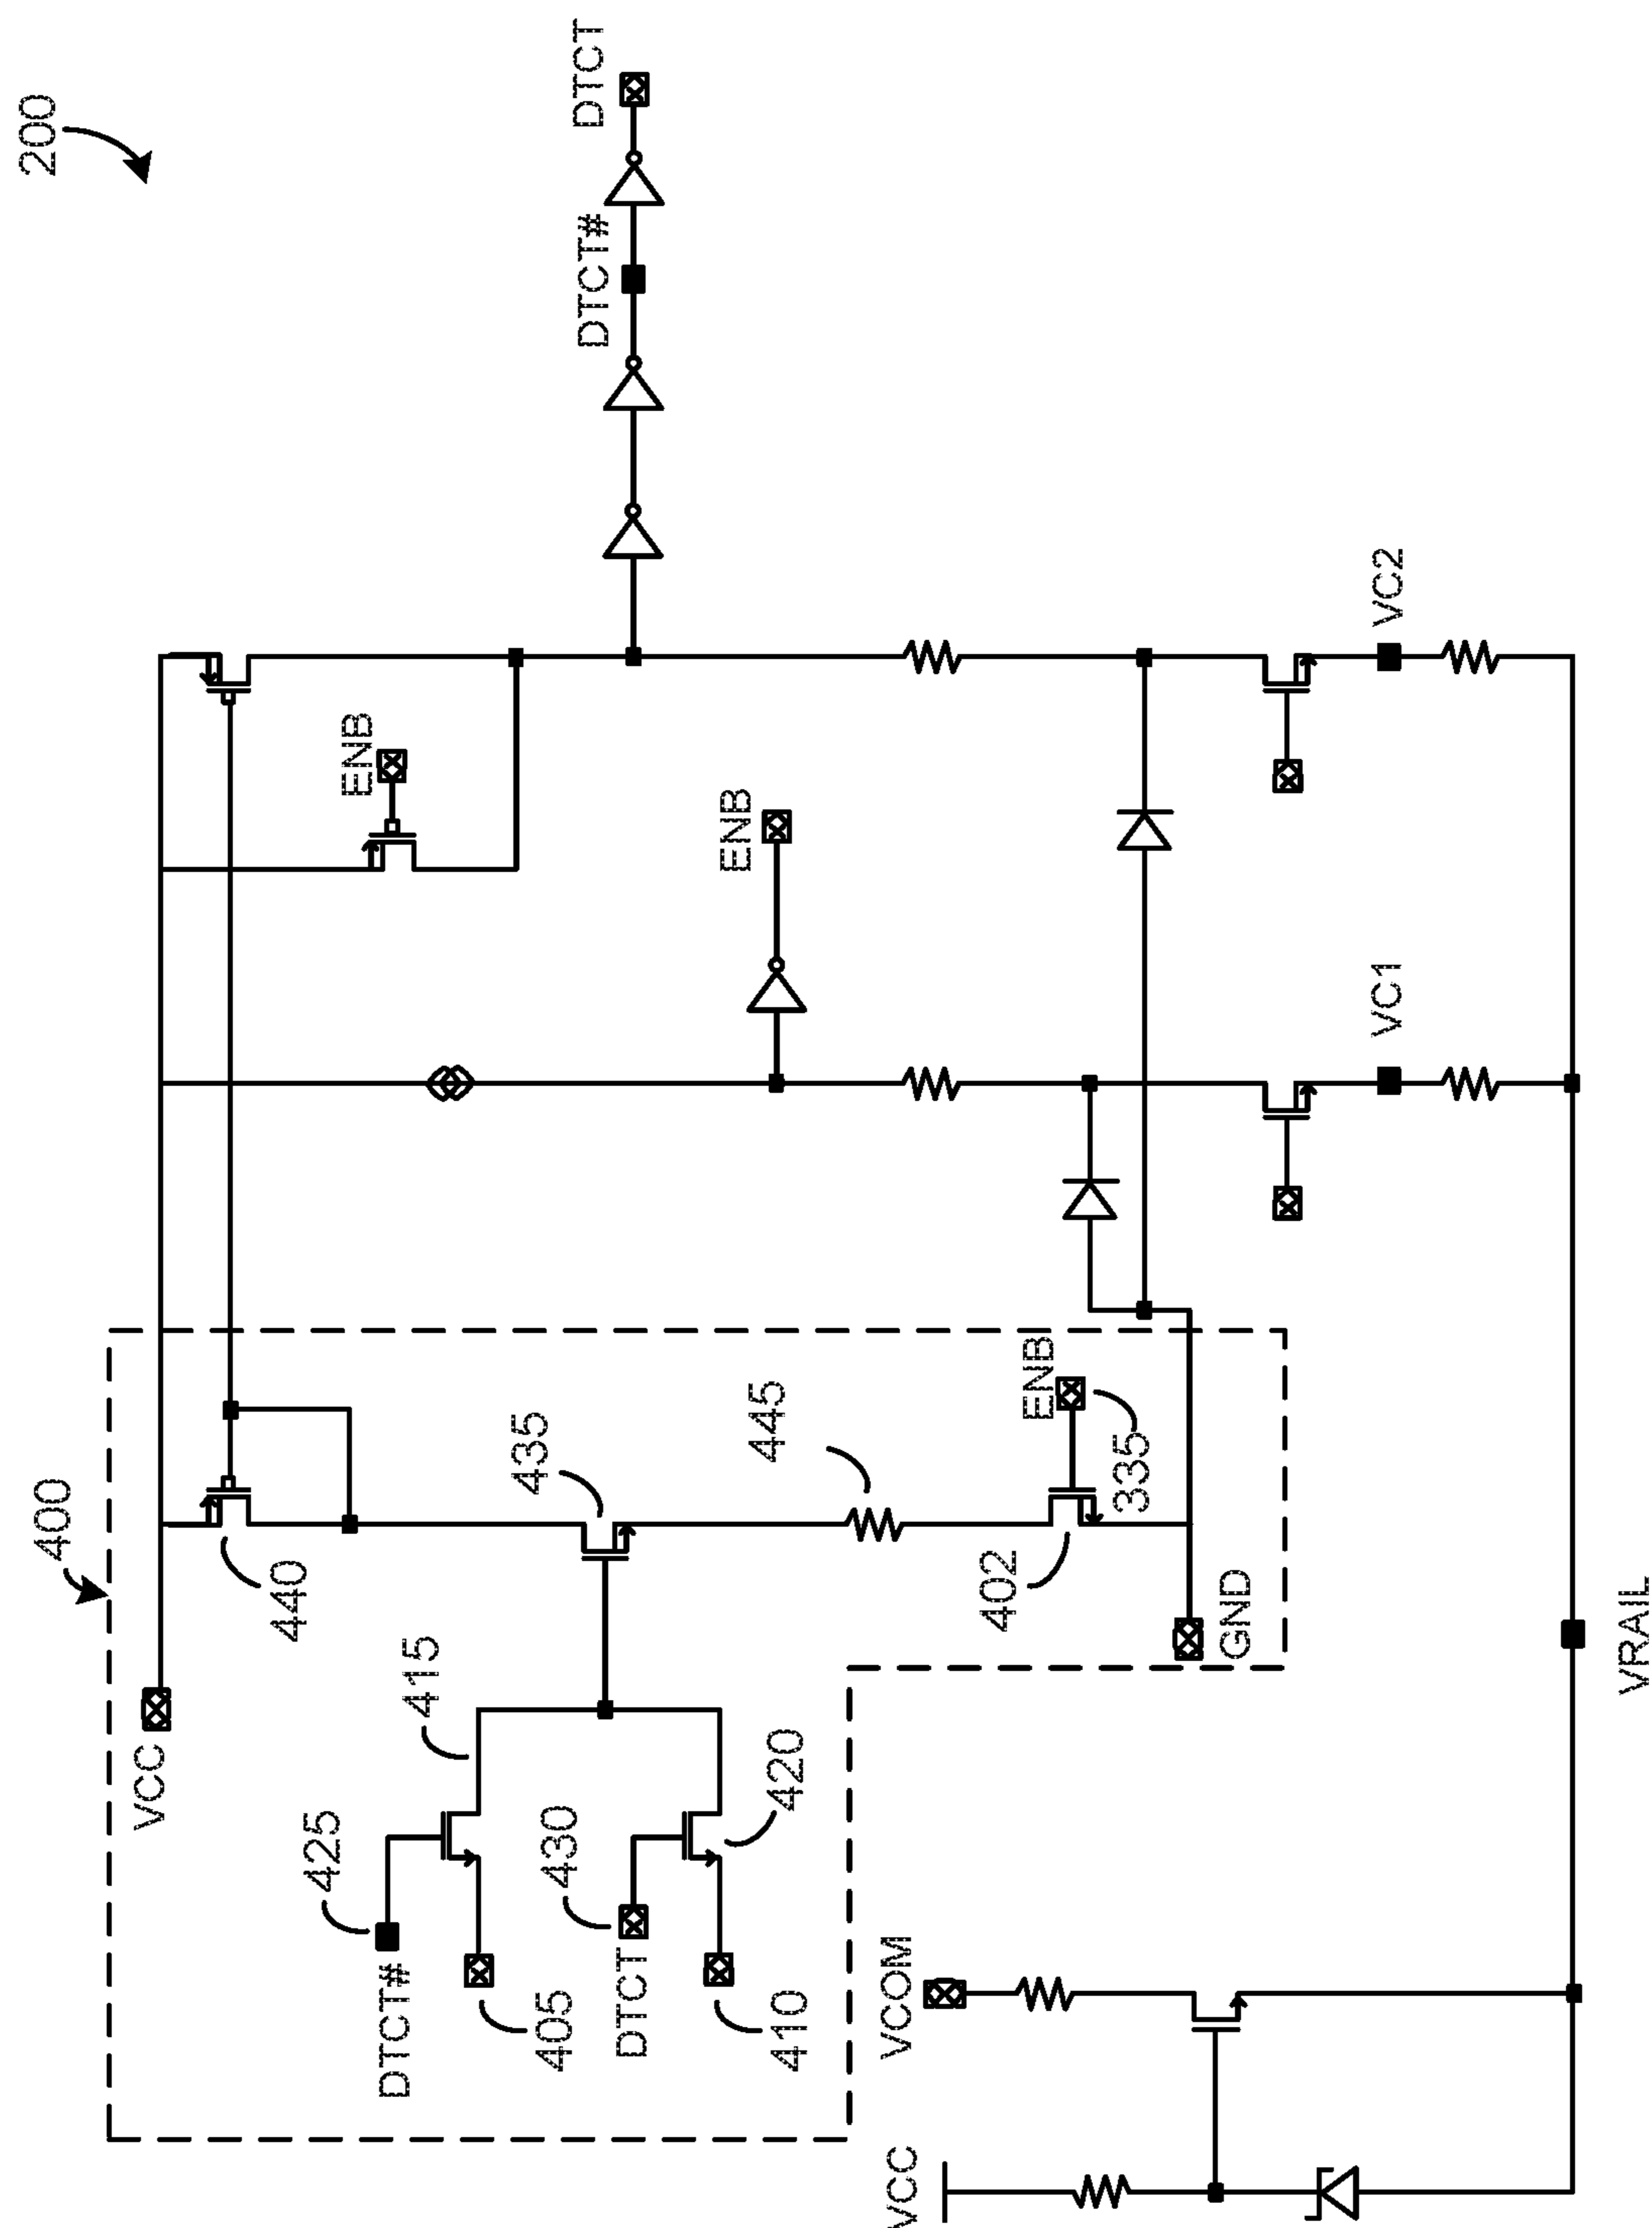 200
DTCT
DTCT#
400
VCC
440
415
435
445
ENB
ENB
ENB
335
402
GND
425
DTCT#
405
430
DTCT
410
420
VC1
VC2
VCOM
VCC
VRAIL